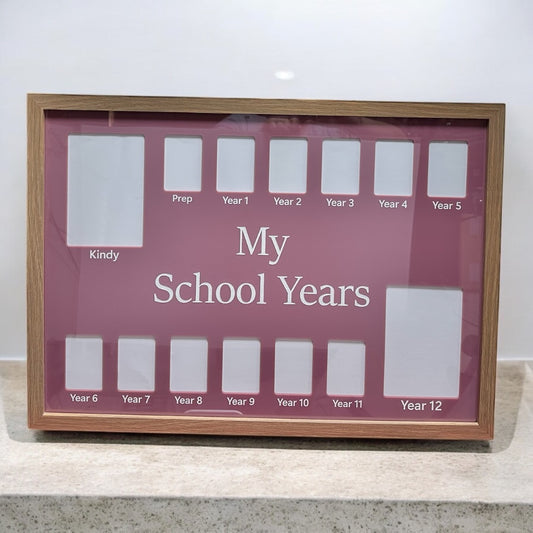 Kindy
Prep
Year 1
Year 2
Year 3
Year 4
Year 5
My
School Years
Year 6
Year 7
Year 8
Year 9
Year 10
Year 11
Year 12